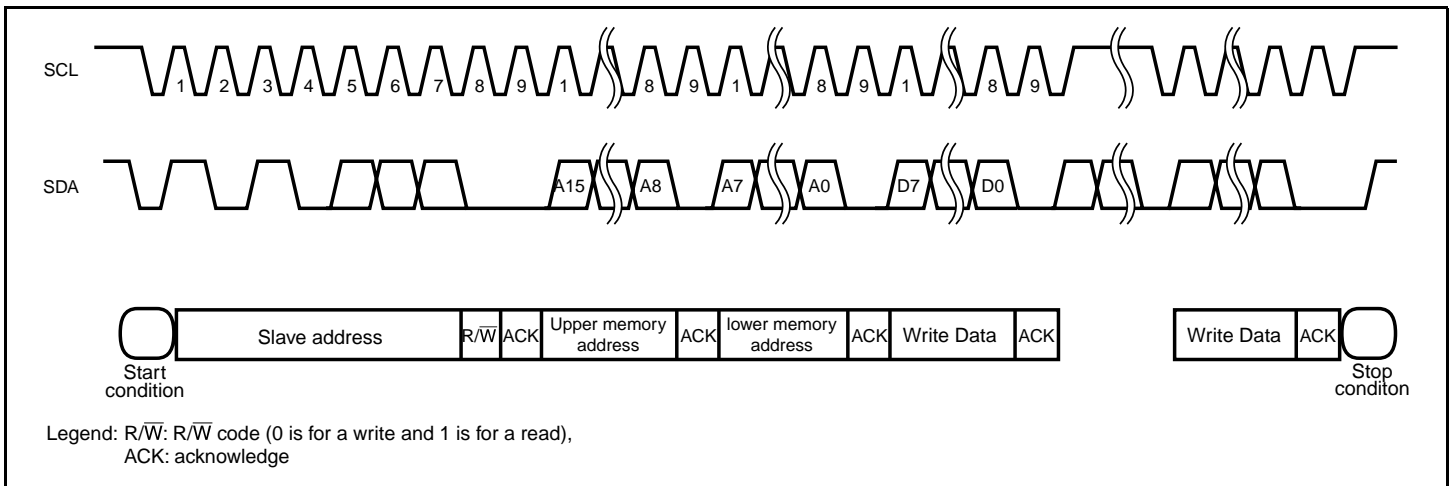 SCL
1 2 3 4 5 6 7 8 9 1 8 9 1 8 9 1 8 9
SDA
A15 A8 A7 A0 D7 D0
Slave address R/W̅ ACK Upper memory address ACK lower memory address ACK Write Data ACK Write Data ACK
Start condition
Stop conditon
Legend: R/W̅: R/W̅ code (0 is for a write and 1 is for a read),
ACK: acknowledge